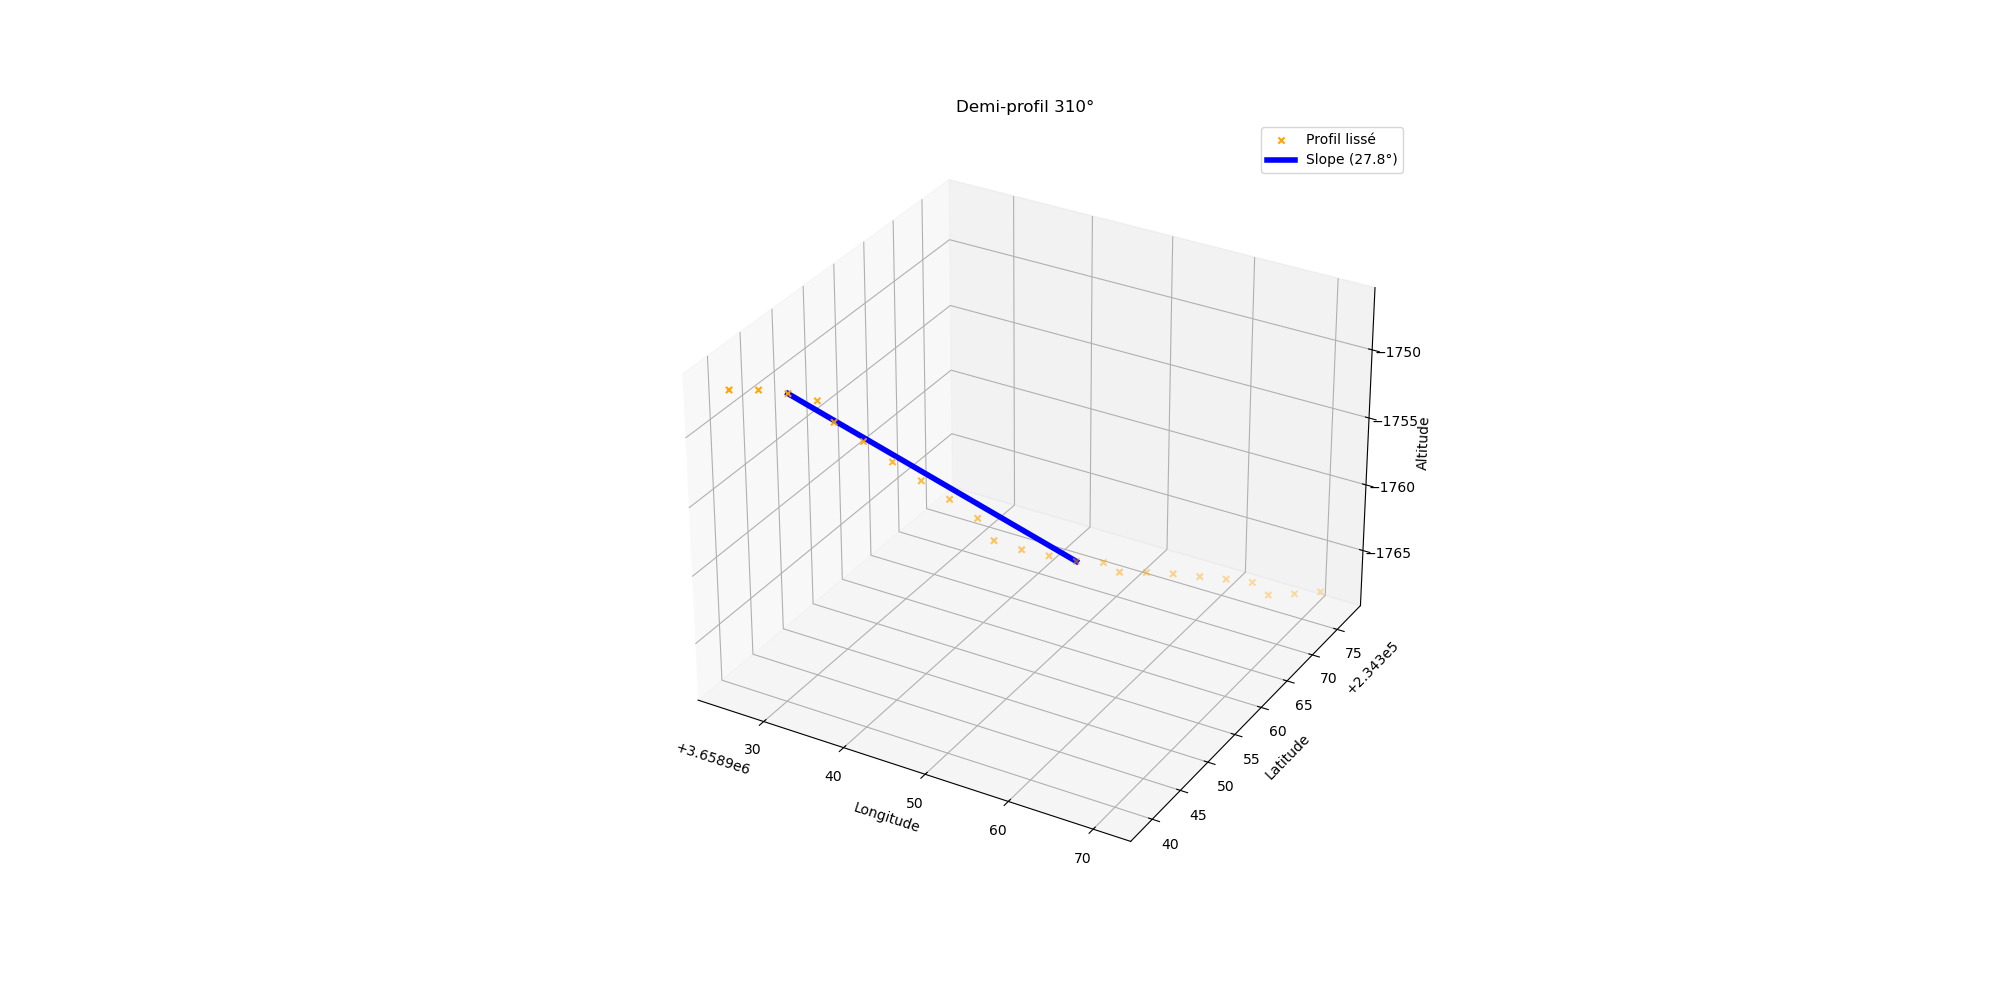 Demi-profil 310°
Profil lissé
Slope (27.8°)
−1750
−1755
−1760
−1765
Altitude
75
70
65
60
55
50
45
40
+2.343e5
Latitude
30
40
50
60
70
+3.6589e6
Longitude